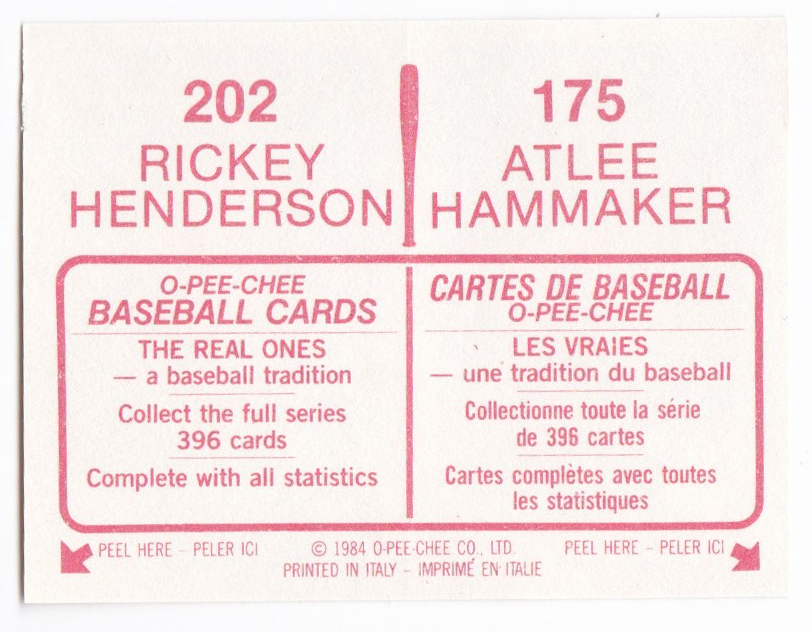 202
RICKEY
HENDERSON
175
ATLEE
HAMMAKER
O-PEE-CHEE
BASEBALL CARDS
THE REAL ONES
— a baseball tradition
Collect the full series
396 cards
Complete with all statistics
CARTES DE BASEBALL
O-PEE-CHEE
LES VRAIES
— une tradition du baseball
Collectionne toute la série
de 396 cartes
Cartes complètes avec toutes
les statistiques
PEEL HERE - PELER ICI
© 1984 O-PEE-CHEE CO., LTD.
PRINTED IN ITALY – IMPRIMÉ EN ITALIE
PEEL HERE - PELER ICI